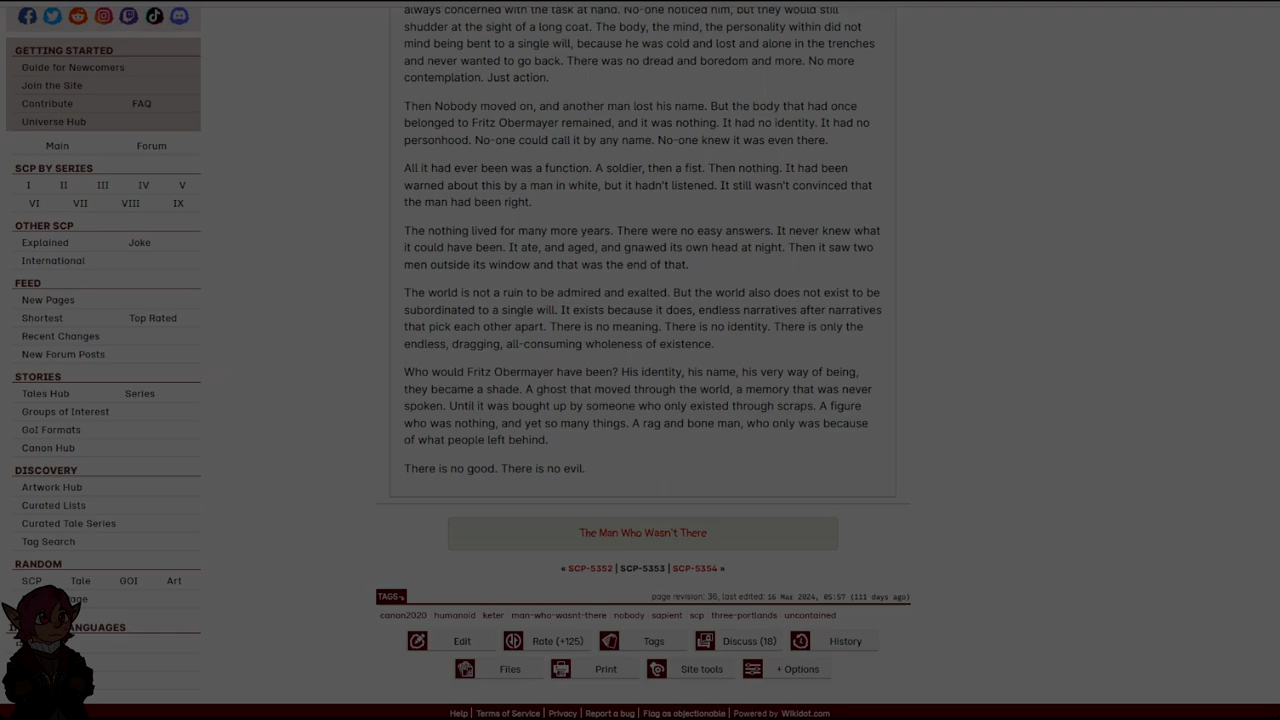 GETTING STARTED
Guide for Newcomers
Join the Site
Contribute FAQ
Universe Hub
Main Forum
SCP BY SERIES
I II III IV V
VI VII VIII IX
OTHER SCP
Explained Joke
International
FEED
New Pages
Shortest Top Rated
Recent Changes
New Forum Posts
STORIES
Tales Hub Series
Groups of Interest
GoI Formats
Canon Hub
DISCOVERY
Artwork Hub
Curated Lists
Curated Tale Series
Tag Search
RANDOM
SCP Tale GOI Art
always concerned with the task at hand. No-one noticed him, but they would still
shudder at the sight of a long coat. The body, the mind, the personality within did not
mind being bent to a single will, because he was cold and lost and alone in the trenches
and never wanted to go back. There was no dread and boredom and more. No more
contemplation. Just action.
Then Nobody moved on, and another man lost his name. But the body that had once
belonged to Fritz Obermayer remained, and it was nothing. It had no identity. It had no
personhood. No-one could call it by any name. No-one knew it was even there.
All it had ever been was a function. A soldier, then a fist. Then nothing. It had been
warned about this by a man in white, but it hadn't listened. It still wasn't convinced that
the man had been right.
The nothing lived for many more years. There were no easy answers. It never knew what
it could have been. It ate, and aged, and gnawed its own head at night. Then it saw two
men outside its window and that was the end of that.
The world is not a ruin to be admired and exalted. But the world also does not exist to be
subordinated to a single will. It exists because it does, endless narratives after narratives
that pick each other apart. There is no meaning. There is no identity. There is only the
endless, dragging, all-consuming wholeness of existence.
Who would Fritz Obermayer have been? His identity, his name, his very way of being,
they became a shade. A ghost that moved through the world, a memory that was never
spoken. Until it was bought up by someone who only existed through scraps. A figure
who was nothing, and yet so many things. A rag and bone man, who only was because
of what people left behind.
There is no good. There is no evil.
The Man Who Wasn't There
« SCP-5352 | SCP-5353 | SCP-5354 »
TAGS
page revision: 36, last edited: 16 Mar 2024, 05:57 (111 days ago)
canon2020 humanoid keter man-who-wasnt-there nobody sapient scp three-portlands uncontained
Edit Rate (+125) Tags Discuss (18) History
Files Print Site tools + Options
Help | Terms of Service | Privacy | Report a bug | Flag as objectionable | Powered by Wikidot.com